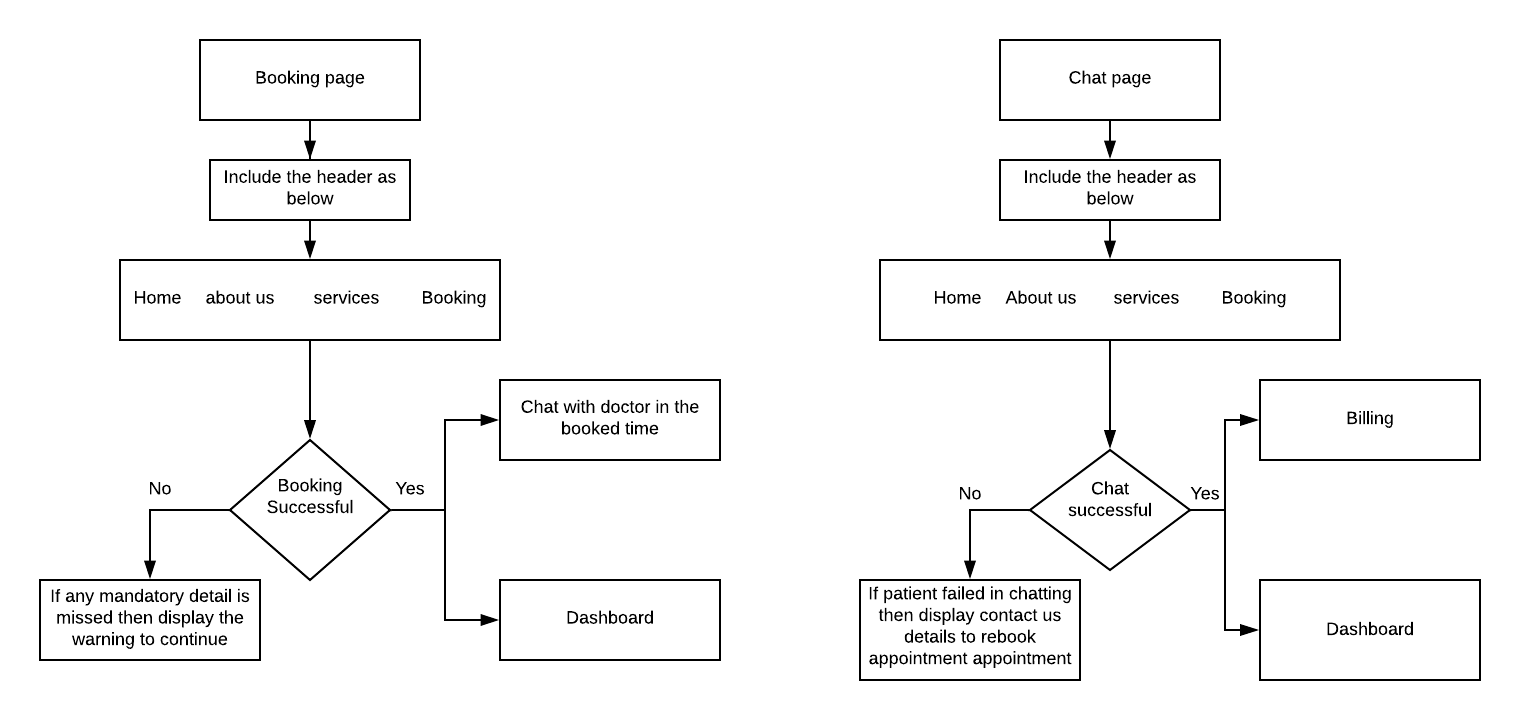 Booking page
Include the header as
below
Home about us services Booking
Chat with doctor in the
booked time
Booking
Successful
No
Yes
If any mandatory detail is
missed then display the
warning to continue
Dashboard
Chat page
Include the header as
below
Home About us services Booking
Billing
Chat
successful
No
Yes
If patient failed in chatting
then display contact us
details to rebook
appointment appointment
Dashboard